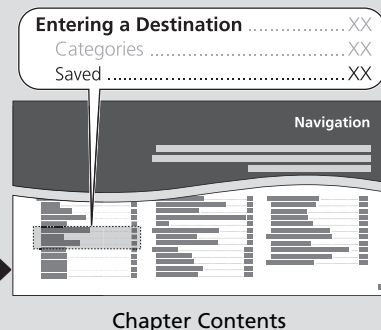 Entering a Destination ............... XX
Categories ............... XX
Saved ............... XX
Navigation
Chapter Contents